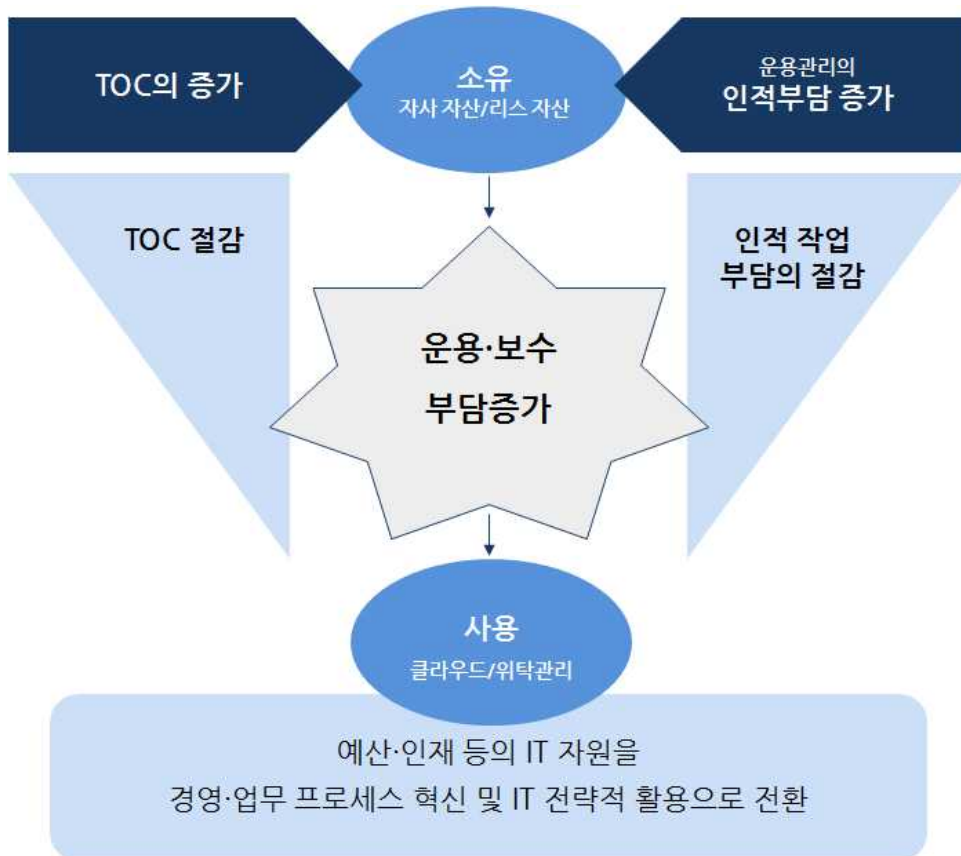 TOC의 증가
소유
자사 자산/리스 자산
운용관리의
인적부담 증가
TOC 절감
인적 작업
부담의 절감
운용·보수
부담증가
사용
클라우드/위탁관리
예산·인재 등의 IT 자원을
경영·업무 프로세스 혁신 및 IT 전략적 활용으로 전환